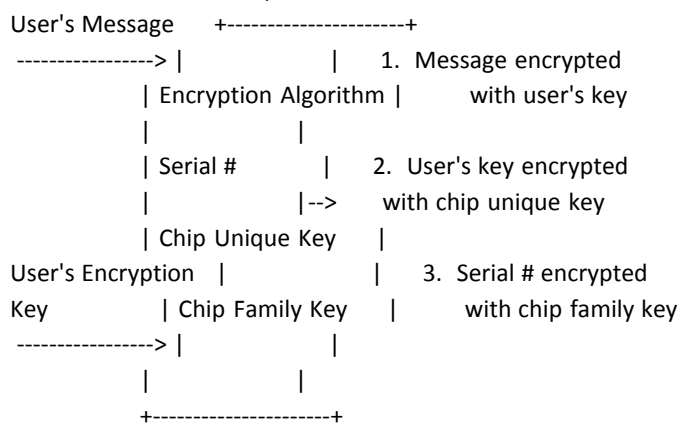 User's Message +----------------------+
-----------------> | | 1. Message encrypted
| Encryption Algorithm | with user's key
| |
| Serial # | 2. User's key encrypted
| |--> with chip unique key
| Chip Unique Key |
User's Encryption | | 3. Serial # encrypted
Key | Chip Family Key | with chip family key
-----------------> | |
| |
+----------------------+